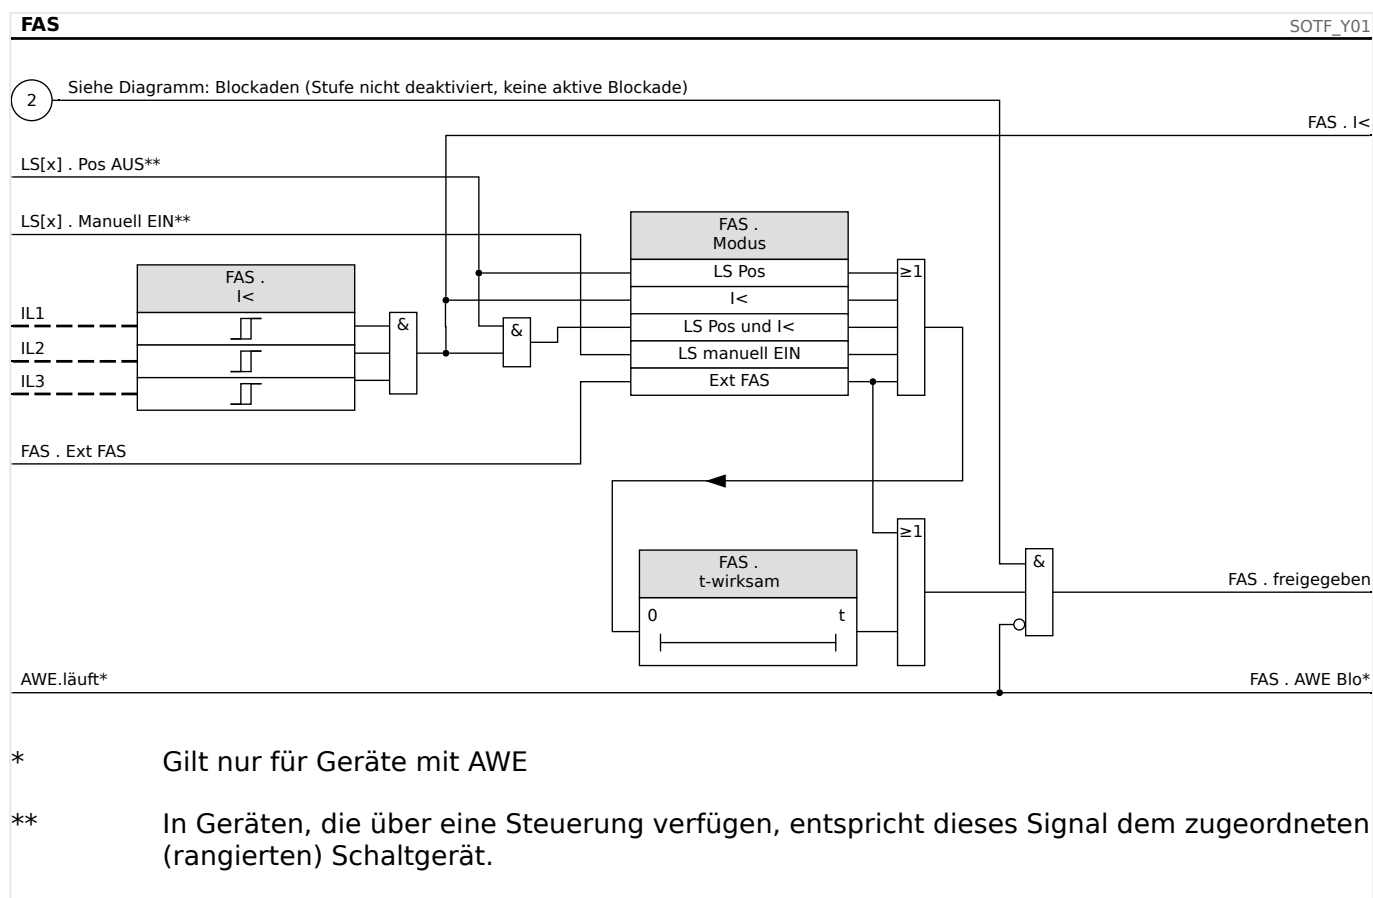 FAS
SOTF_Y01
2
Siehe Diagramm: Blockaden (Stufe nicht deaktiviert, keine aktive Blockade)
FAS . I<
LS[x] . Pos AUS**
LS[x] . Manuell EIN**
FAS .
Modus
LS Pos
I<
LS Pos und I<
LS manuell EIN
Ext FAS
≥1
FAS .
I<
IL1
IL2
IL3
&
&
FAS . Ext FAS
≥1
FAS .
t-wirksam
0
t
&
FAS . freigegeben
AWE.läuft*
FAS . AWE Blo*
* Gilt nur für Geräte mit AWE
** In Geräten, die über eine Steuerung verfügen, entspricht dieses Signal dem zugeordneten
(rangierten) Schaltgerät.